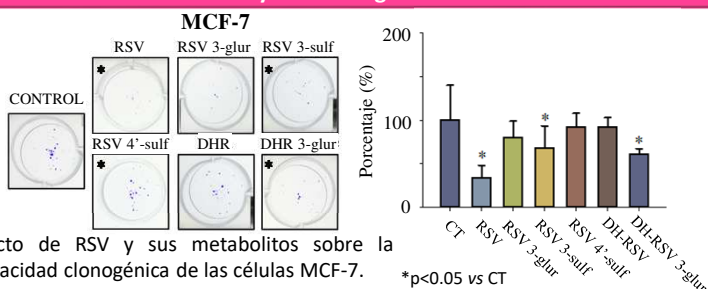 MCF-7
RSV RSV 3-glur RSV 3-sulf
*
*
CONTROL
RSV 4'-sulf DHR DHR 3-glur
*
*
cto de RSV y sus metabolitos sobre la
acidad clonogénica de las células MCF-7.
Porcentaje (%)
200
100
0
*
*
*
CT
RSV
RSV 3-glur
RSV 3-sulf
RSV 4'-sulf
DH-RSV
DH-RSV 3-glur
*p<0.05 vs CT